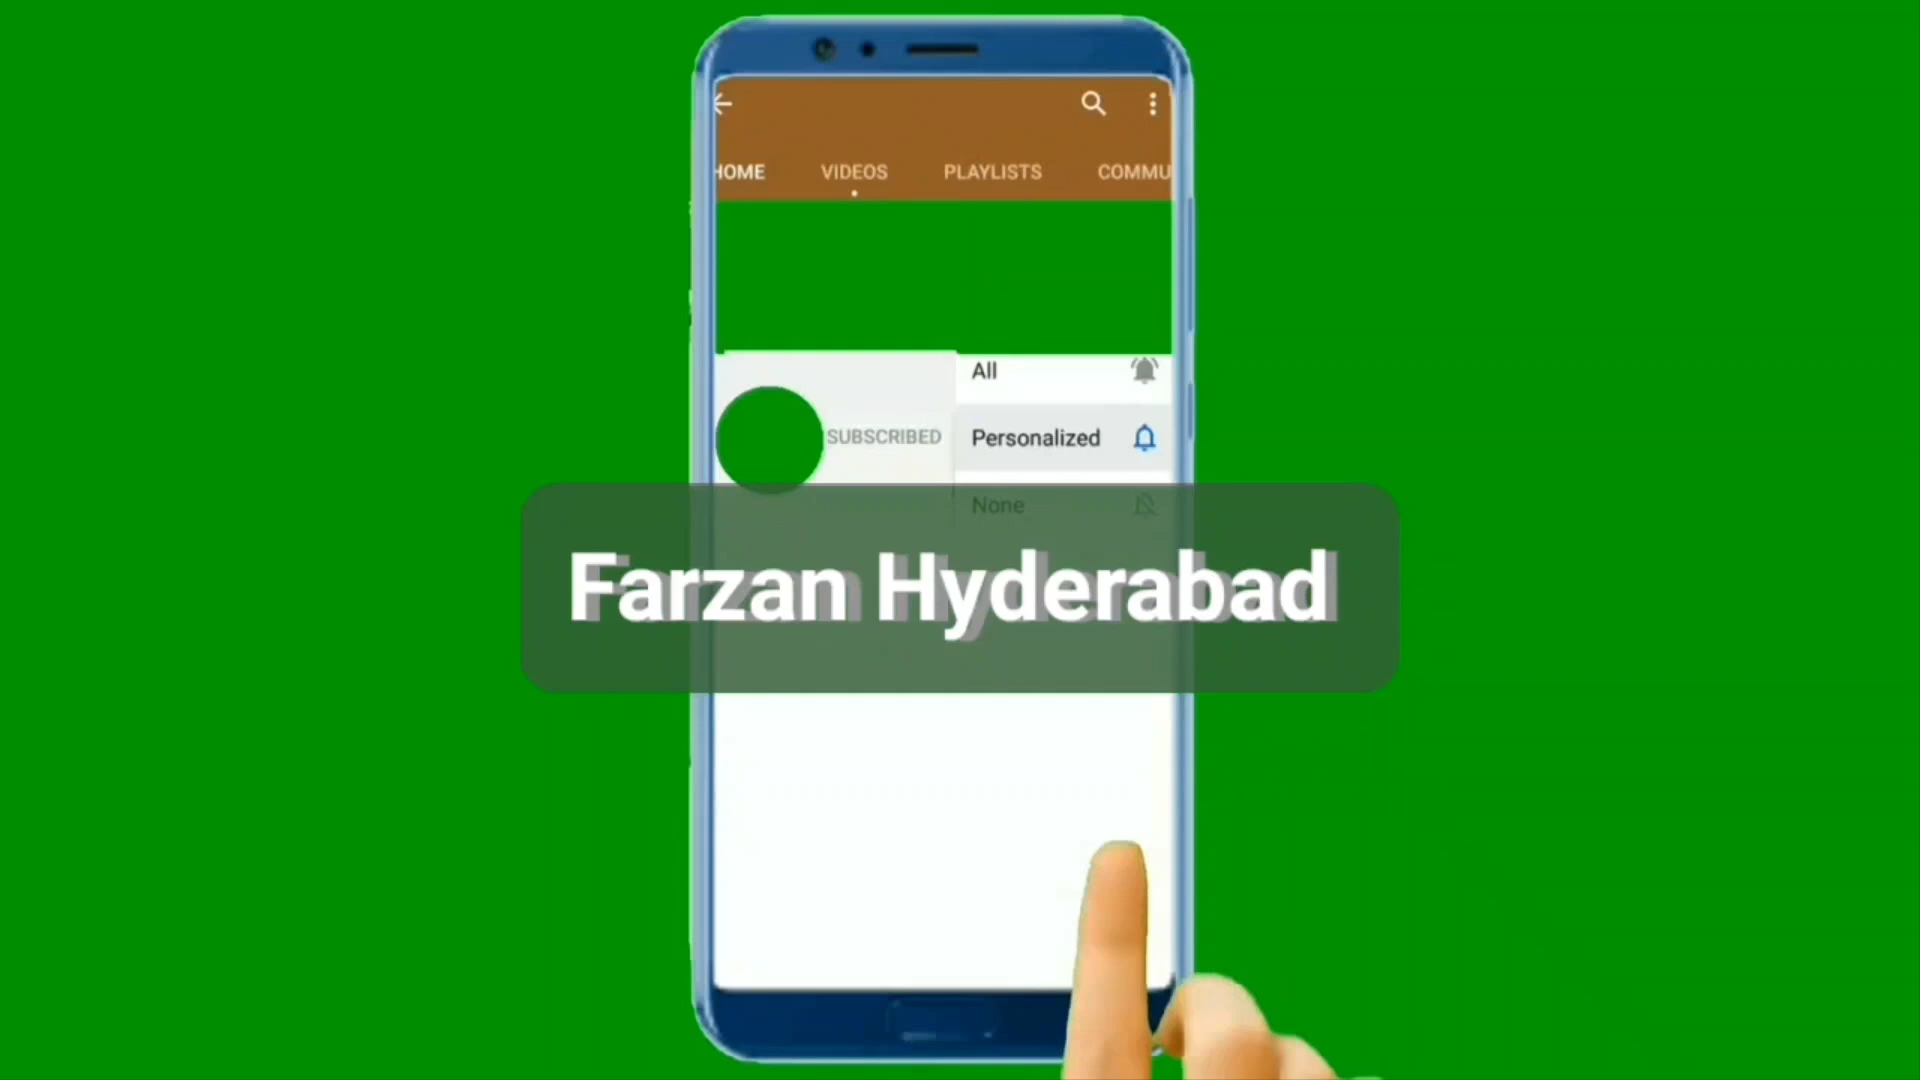 HOME VIDEOS PLAYLISTS COMMU
All
SUBSCRIBED Personalized
None
Farzan Hyderabad